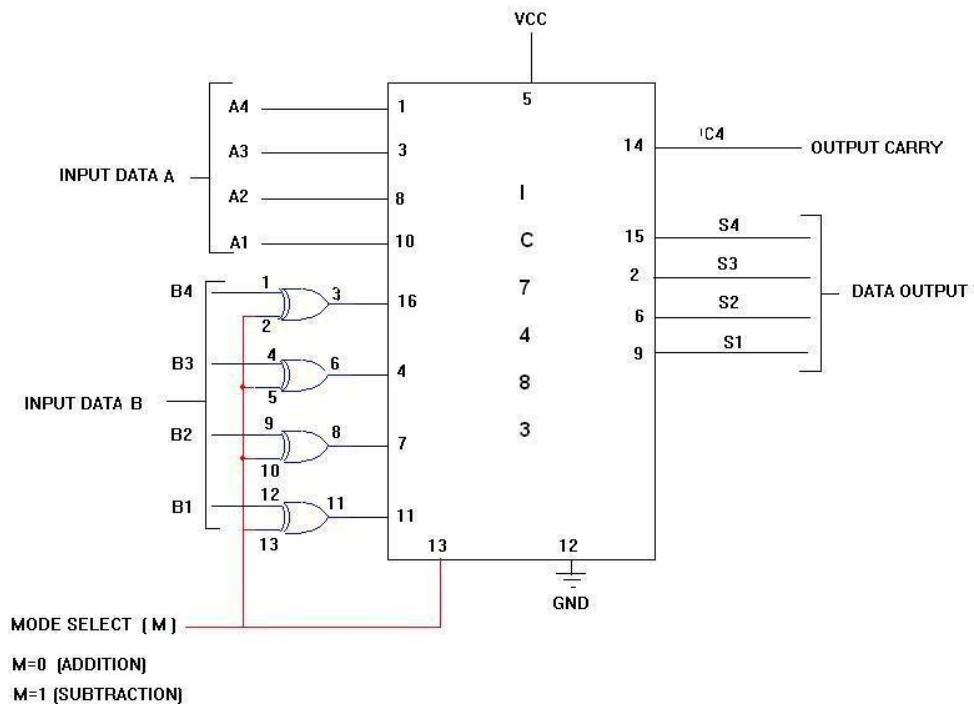 VCC
5
INPUT DATA A
A4
1
A3
3
A2
8
A1
10
14
'C4
OUTPUT CARRY
I
C
7
4
8
3
15
S4
2
S3
6
S2
9
S1
DATA OUTPUT
INPUT DATA B
B4
1
2
3
16
B3
4
5
6
4
B2
9
10
8
7
B1
12
13
11
11
13
12
GND
MODE SELECT (M)
M=0 (ADDITION)
M=1 (SUBTRACTION)